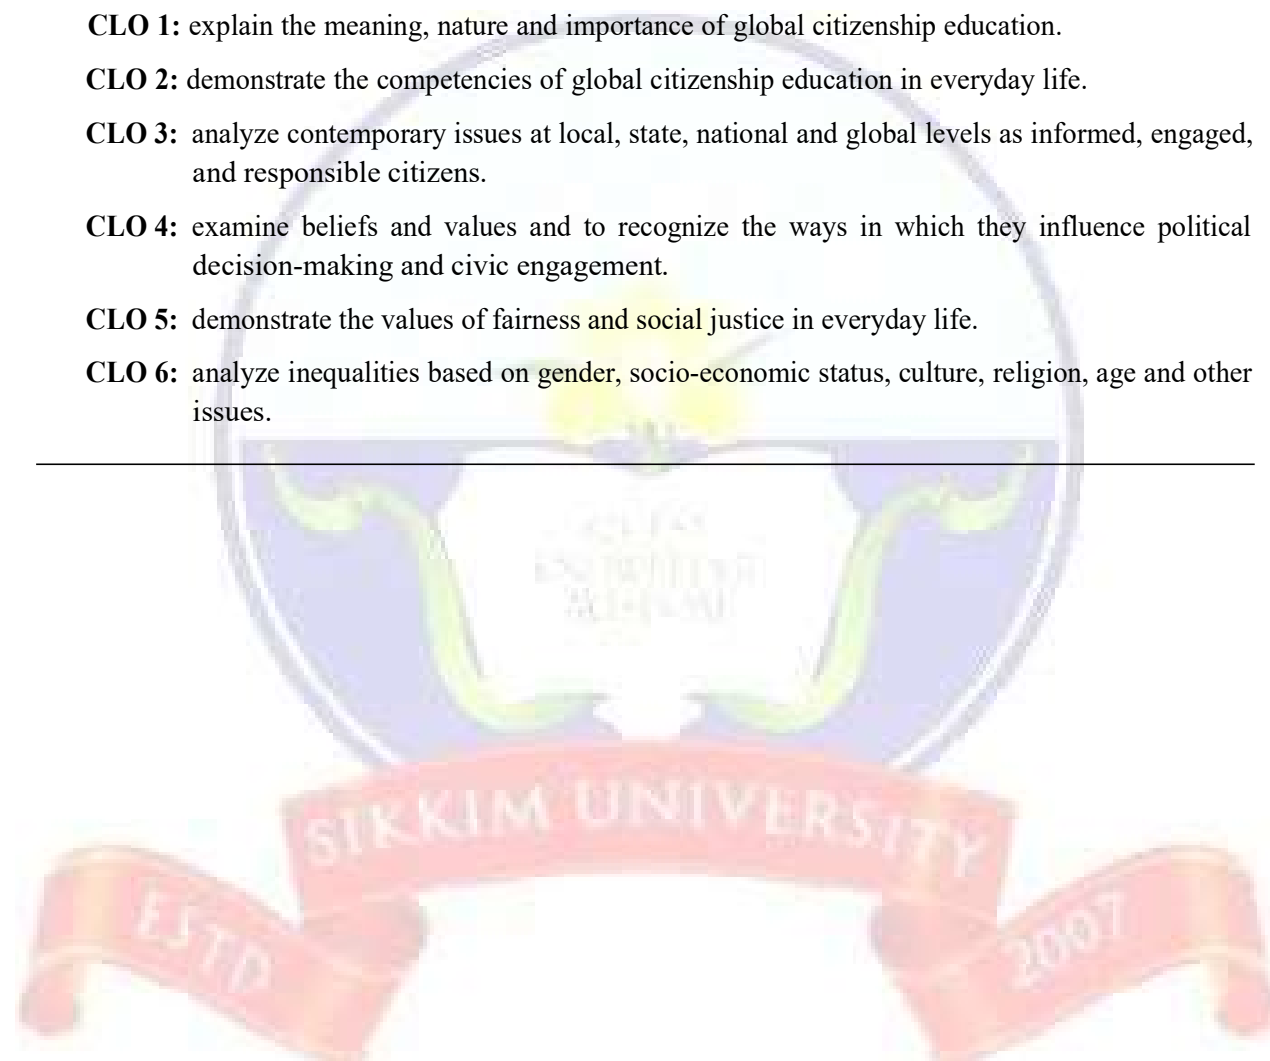 CLO 1: explain the meaning, nature and importance of global citizenship education.
CLO 2: demonstrate the competencies of global citizenship education in everyday life.
CLO 3: analyze contemporary issues at local, state, national and global levels as informed, engaged,
and responsible citizens.
CLO 4: examine beliefs and values and to recognize the ways in which they influence political
decision-making and civic engagement.
CLO 5: demonstrate the values of fairness and social justice in everyday life.
CLO 6: analyze inequalities based on gender, socio-economic status, culture, religion, age and other
issues.
SIKKIM UNIVERSITY
ESTD
2007